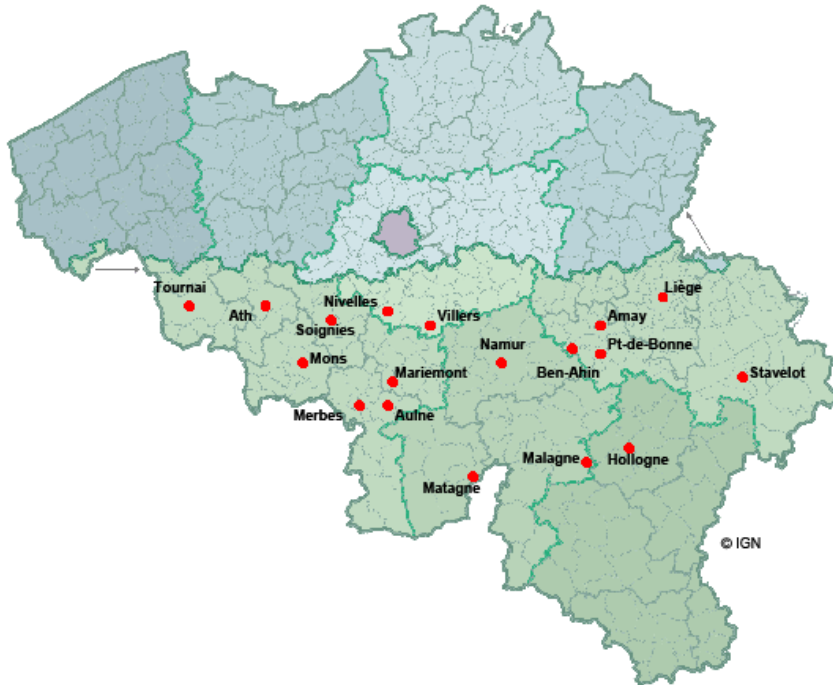 Tournai
Ath
Nivelles
Soignies
Villers
Liège
Amay
Mons
Namur
Pt-de-Bonne
Ben-Ahin
Mariemont
Stavelot
Merbes
Aulne
Malagne
Hollogne
Matagne
© IGN